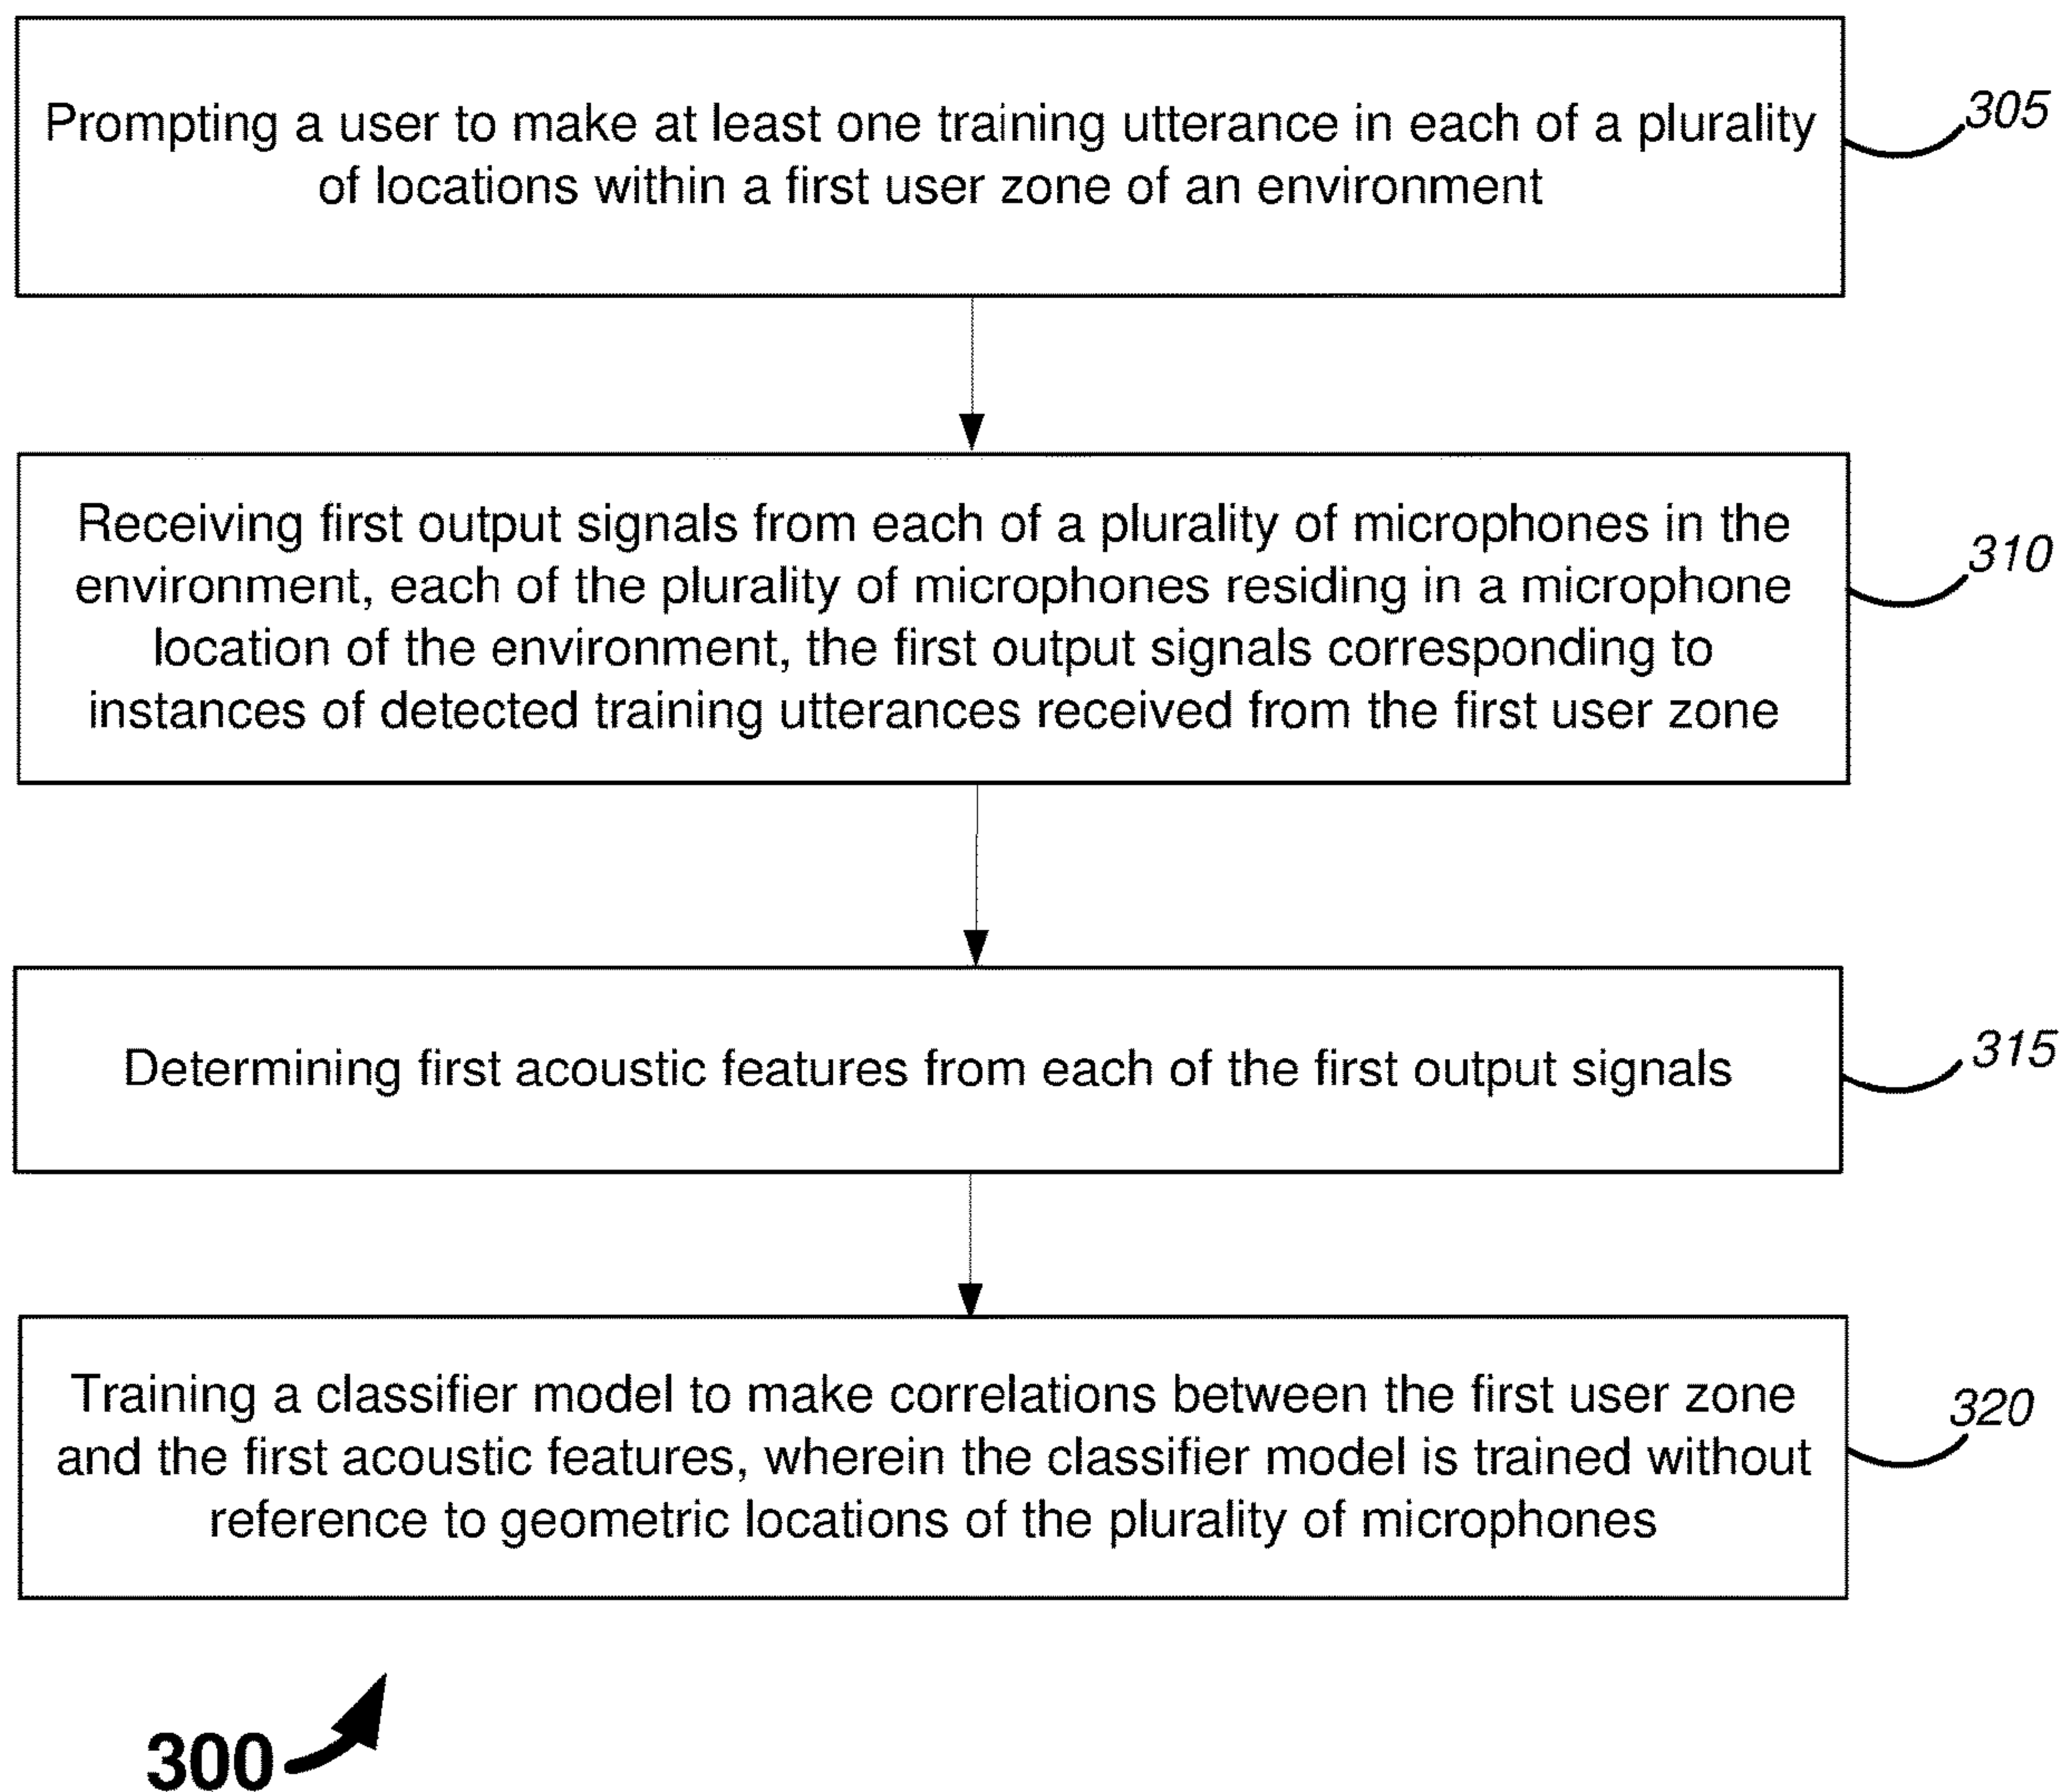 Prompting a user to make at least one training utterance in each of a plurality
of locations within a first user zone of an environment
305
Receiving first output signals from each of a plurality of microphones in the
environment, each of the plurality of microphones residing in a microphone
location of the environment, the first output signals corresponding to
instances of detected training utterances received from the first user zone
310
Determining first acoustic features from each of the first output signals
315
Training a classifier model to make correlations between the first user zone
and the first acoustic features, wherein the classifier model is trained without
reference to geometric locations of the plurality of microphones
320
300